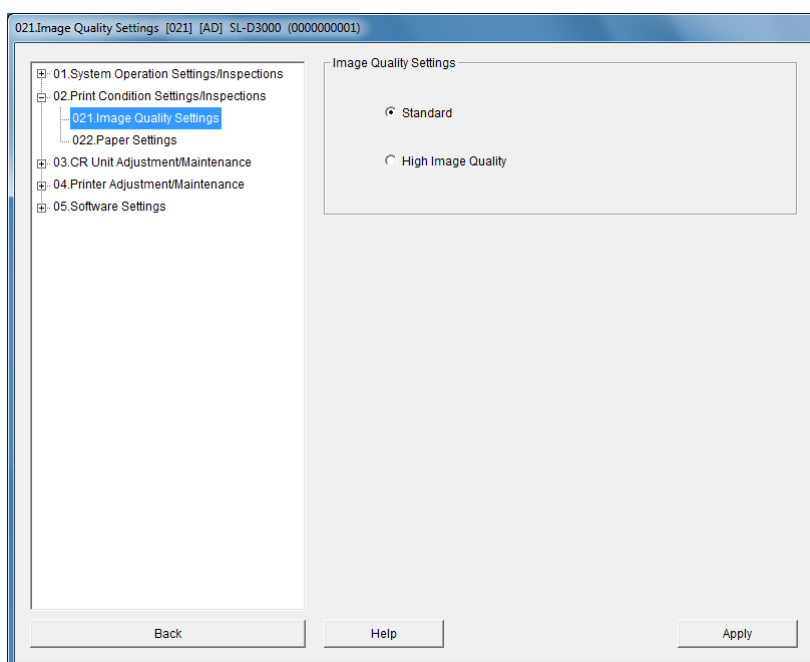 021.Image Quality Settings [021] [AD] SL-D3000 (0000000001)
01.System Operation Settings/Inspections
02.Print Condition Settings/Inspections
021.Image Quality Settings
022.Paper Settings
03.CR Unit Adjustment/Maintenance
04.Printer Adjustment/Maintenance
05.Software Settings
Image Quality Settings
Standard
High Image Quality
Back
Help
Apply